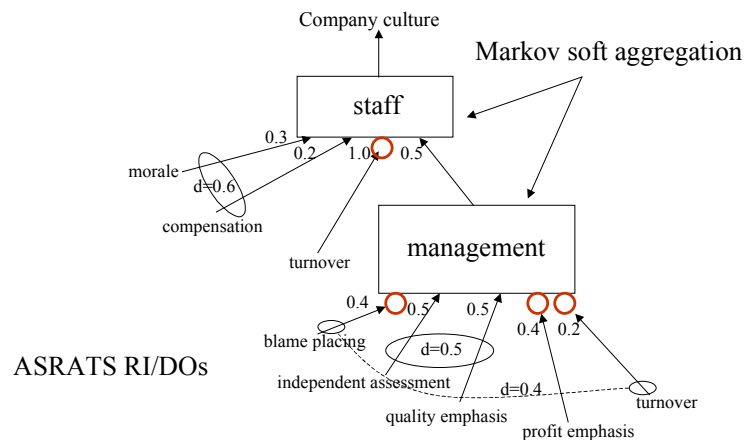 Company culture
Markov soft aggregation
staff
0.3
0.2
1.0
0.5
morale
d=0.6
compensation
turnover
management
0.4
0.5
0.5
0.4
0.2
blame placing
d=0.5
ASRATS RI/DOs
independent assessment
d=0.4
quality emphasis
turnover
profit emphasis